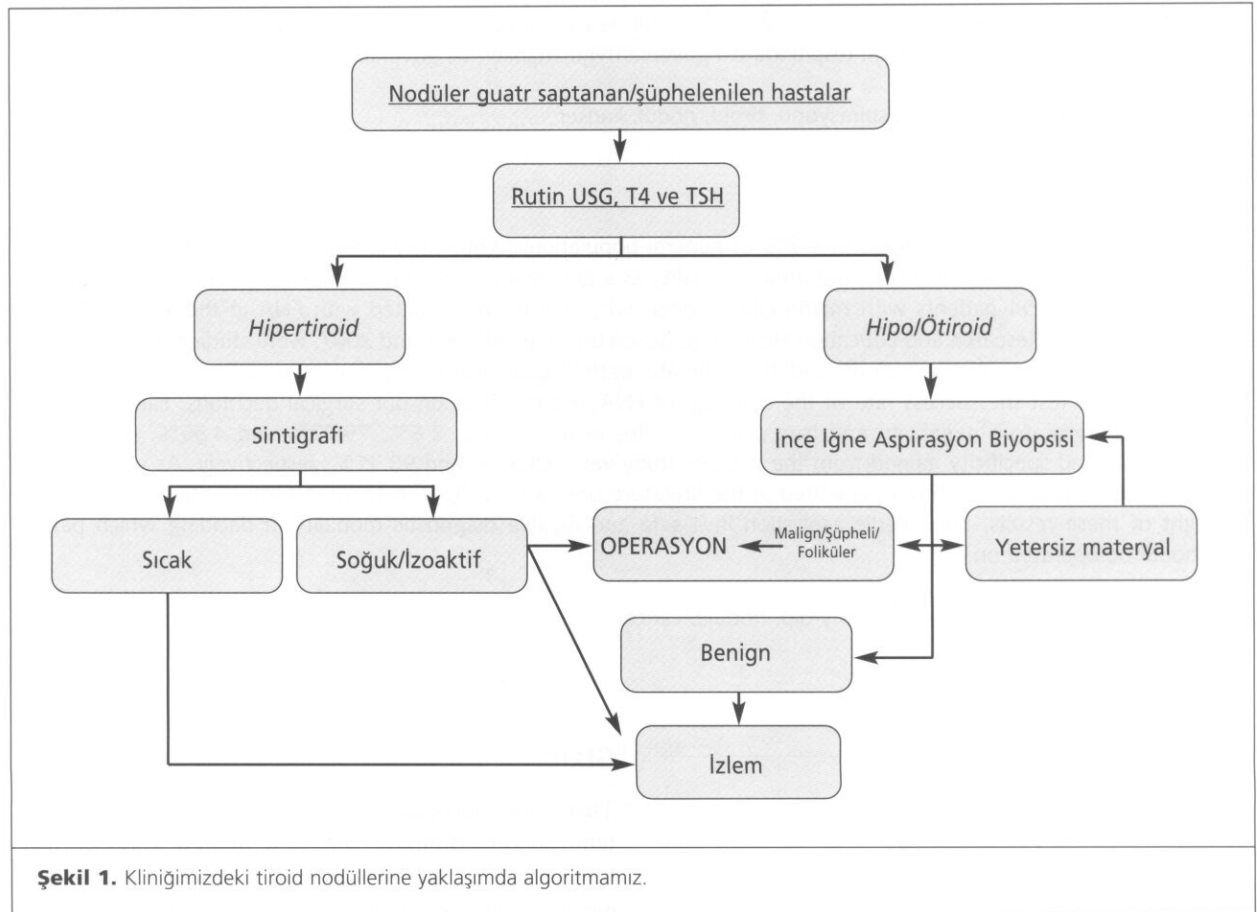 Nodüler guatr saptanan/şüphelenilen hastalar
Rutin USG, T4 ve TSH
Hipertiroid
Hipo/Ötiroid
Sintigrafi
İnce İğne Aspirasyon Biyopsisi
Sıcak
Soğuk/İzoaktif
OPERASYON
Malign/Şüpheli/
Foliküler
Yetersiz materyal
Benign
İzlem
Şekil 1. Kliniğimizdeki tiroid nodüllerine yaklaşımda algoritmamız.